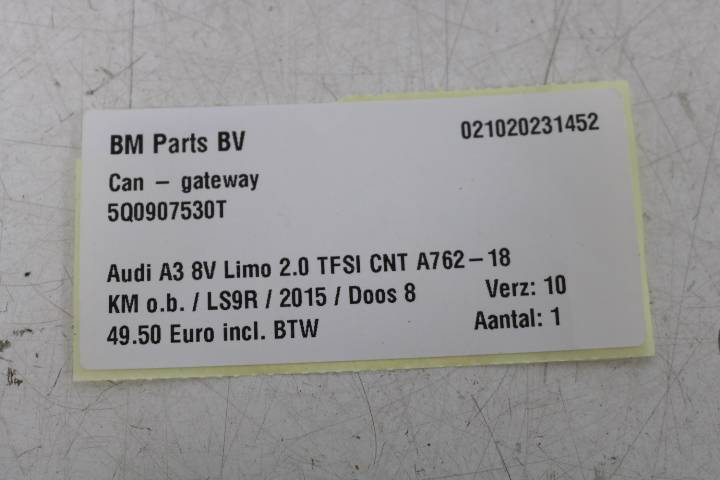 BM Parts BV 021020231452
Can – gateway
5Q0907530T
Audi A3 8V Limo 2.0 TFSI CNT A762–18
KM o.b. / LS9R / 2015 / Doos 8 Verz: 10
49.50 Euro incl. BTW Aantal: 1